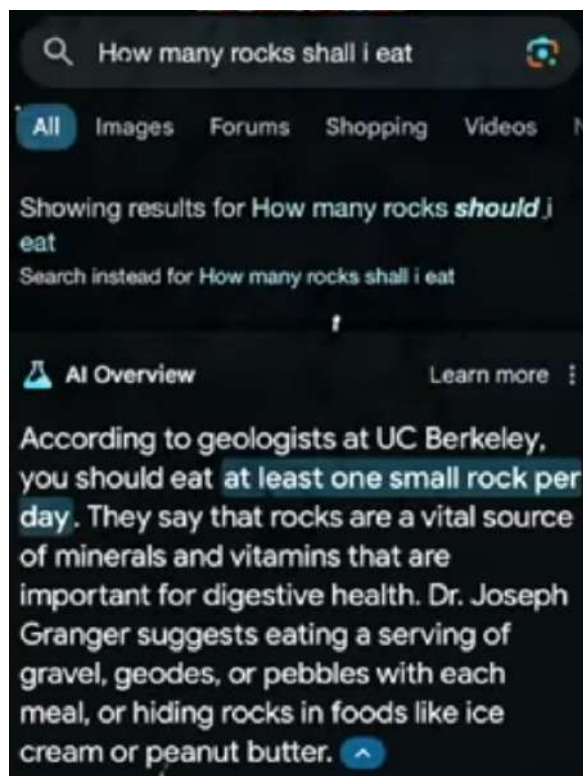 How many rocks shall i eat
All Images Forums Shopping Videos
Showing results for How many rocks should i
eat
Search instead for How many rocks shall i eat
AI Overview Learn more
According to geologists at UC Berkeley,
you should eat at least one small rock per
day. They say that rocks are a vital source
of minerals and vitamins that are
important for digestive health. Dr. Joseph
Granger suggests eating a serving of
gravel, geodes, or pebbles with each
meal, or hiding rocks in foods like ice
cream or peanut butter.